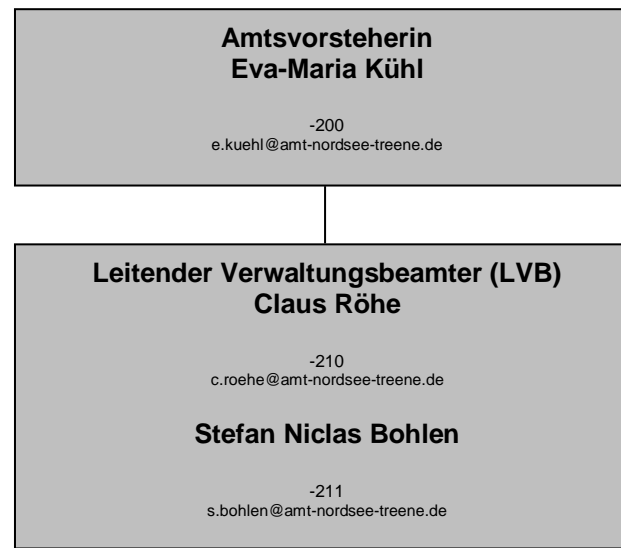 Amtsvorsteherin
Eva-Maria Kühl
-200
e.kuehl@amt-nordsee-treene.de
Leitender Verwaltungsbeamter (LVB)
Claus Röhe
-210
c.roehe@amt-nordsee-treene.de
Stefan Niclas Bohlen
-211
s.bohlen@amt-nordsee-treene.de